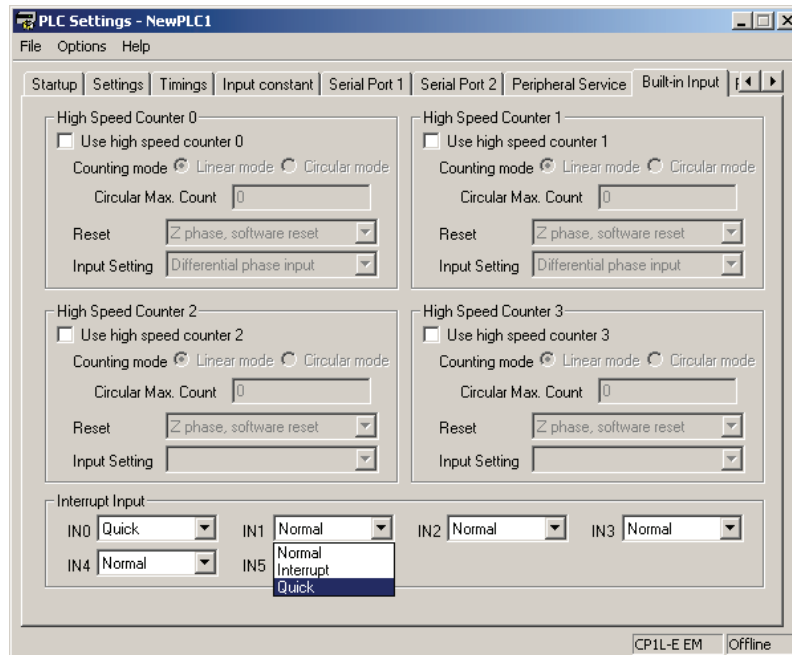 PLC Settings - NewPLC1
File Options Help
Startup Settings Timings Input constant Serial Port 1 Serial Port 2 Peripheral Service Built-in Input
High Speed Counter 0
Use high speed counter 0
Counting mode Linear mode Circular mode
Circular Max. Count 0
Reset Z phase, software reset
Input Setting Differential phase input
High Speed Counter 1
Use high speed counter 1
Counting mode Linear mode Circular mode
Circular Max. Count 0
Reset Z phase, software reset
Input Setting Differential phase input
High Speed Counter 2
Use high speed counter 2
Counting mode Linear mode Circular mode
Circular Max. Count 0
Reset Z phase, software reset
Input Setting
High Speed Counter 3
Use high speed counter 3
Counting mode Linear mode Circular mode
Circular Max. Count 0
Reset Z phase, software reset
Input Setting
Interrupt Input
IN0 Quick IN1 Normal IN2 Normal IN3 Normal
IN4 Normal IN5
Normal
Interrupt
Quick
CP1L-E EM Offline